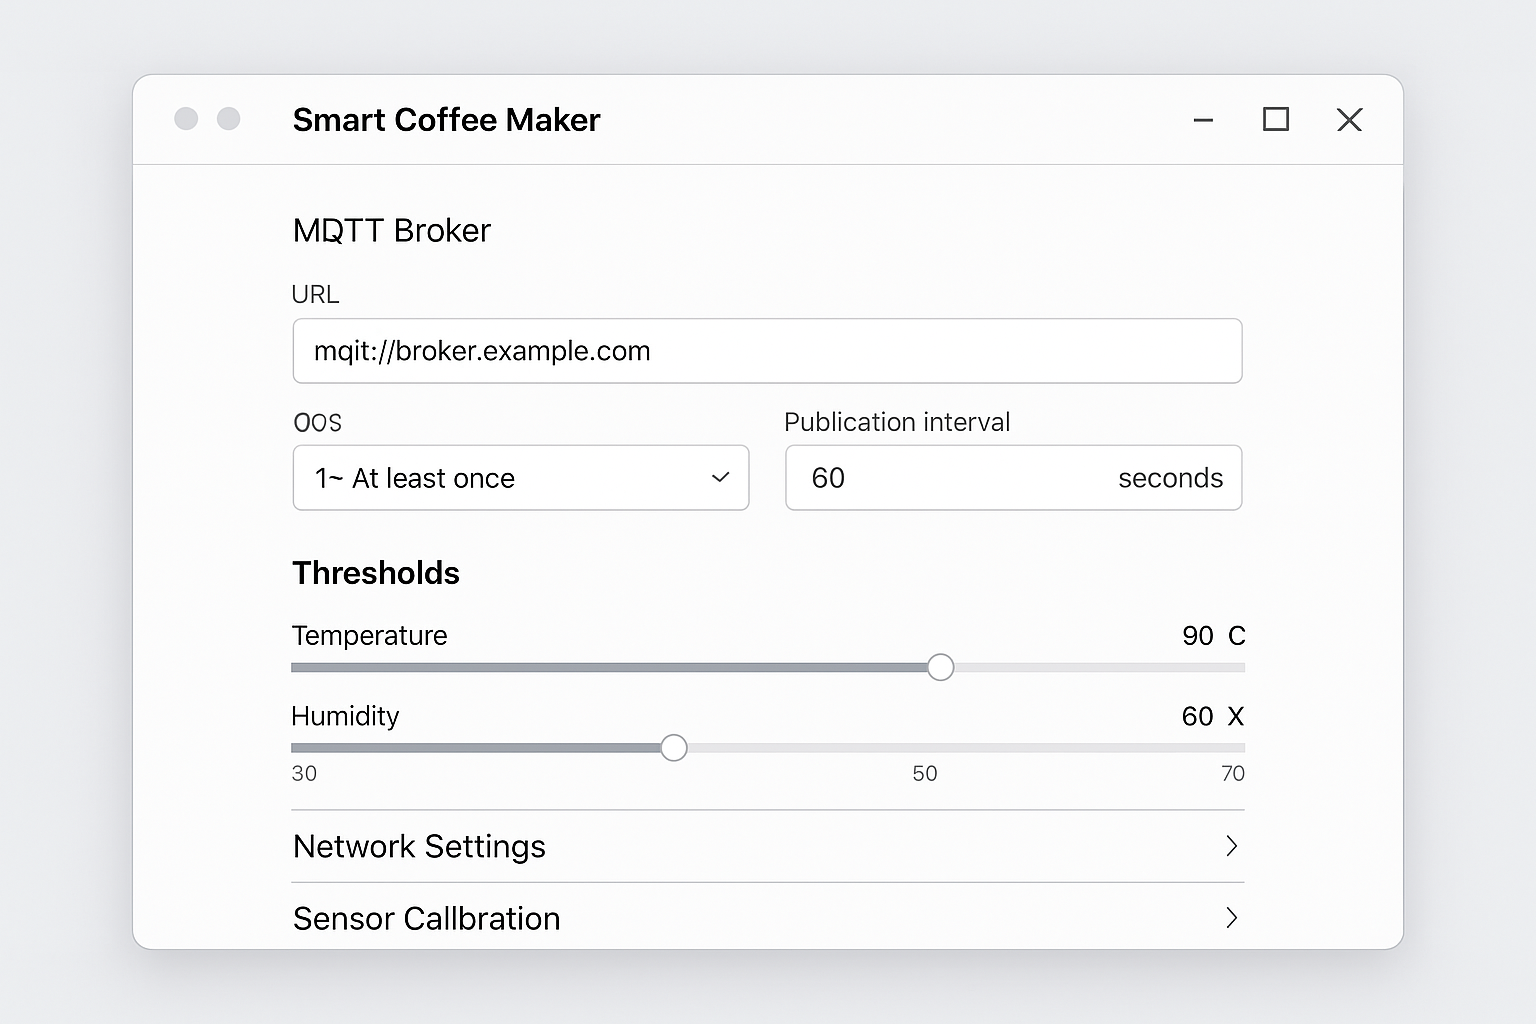 Smart Coffee Maker
MQTT Broker
URL
mqit://broker.example.com
OOS
Publication interval
1~ At least once
60 seconds
Thresholds
Temperature 90 C
Humidity 60 X
30 50 70
Network Settings
Sensor Callbration